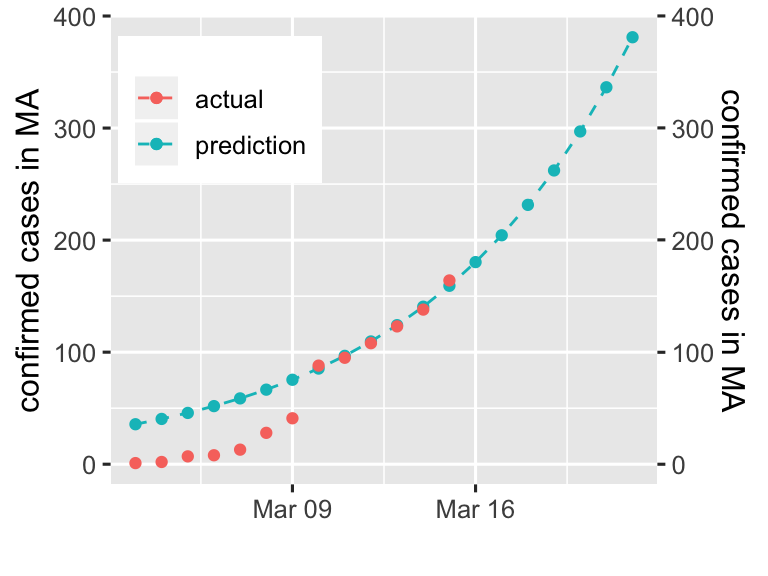 400
300
200
100
0
confirmed cases in MA
actual
prediction
400
300
200
100
0
confirmed cases in MA
Mar 09
Mar 16